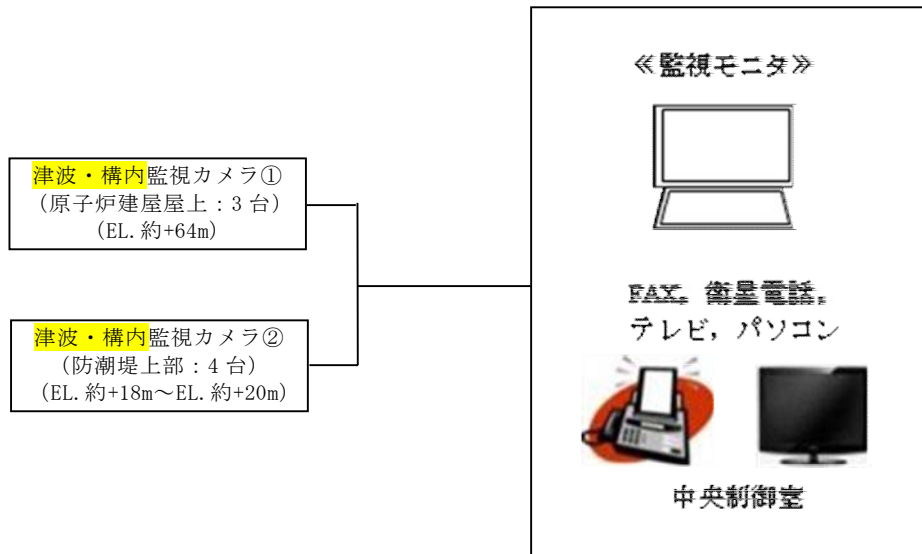 津波・構内監視カメラ①
(原子炉建屋屋上:3台)
(EL.約+64m)
津波・構内監視カメラ②
(防潮堤上部:4台)
(EL.約+18m~EL.約+20m)
≪監視モニタ≫
FAX, 衛星電話,
テレビ, パソコン
中央制御室